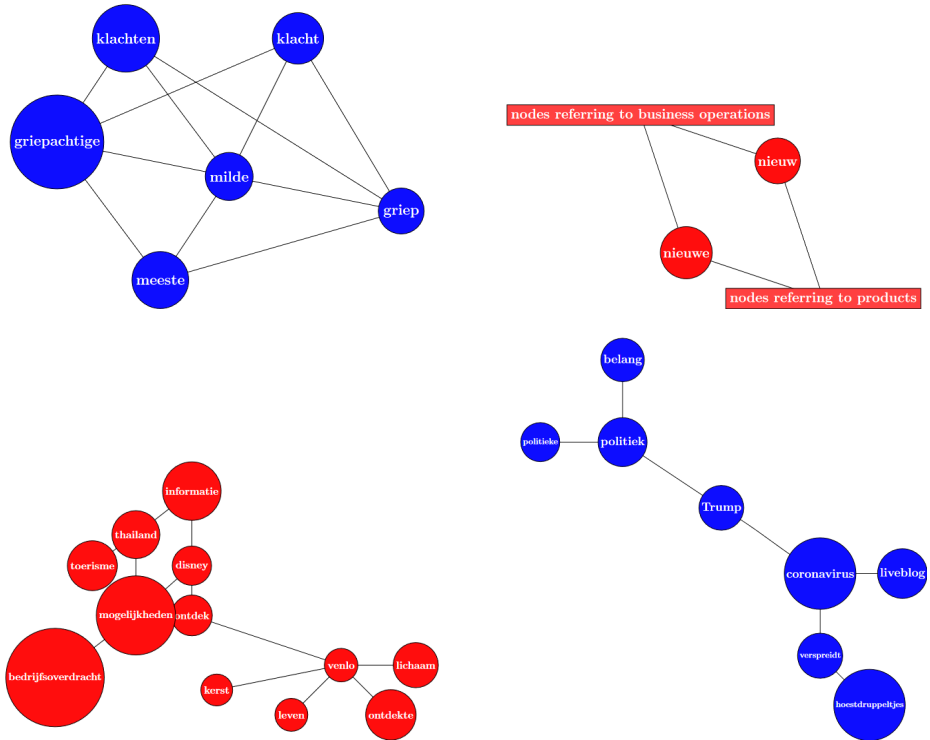 klachten
klacht
griepachtige
milde
griep
meeste
nodes referring to business operations
nieuw
nieuwe
nodes referring to products
informatie
thailand
toerisme
disney
mogelijkheden
ontdek
bedrijfsoverdracht
venlo
lichaam
kerst
leven
ontdekte
belang
politieke
politiek
Trump
coronavirus
liveblog
verspreidt
hoestdruppeltjes